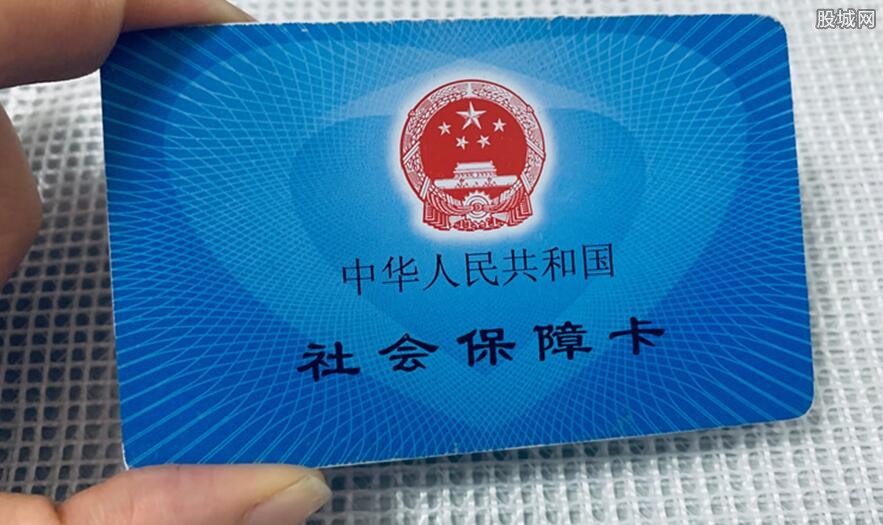 股城网
中华人民共和国
社会保障卡